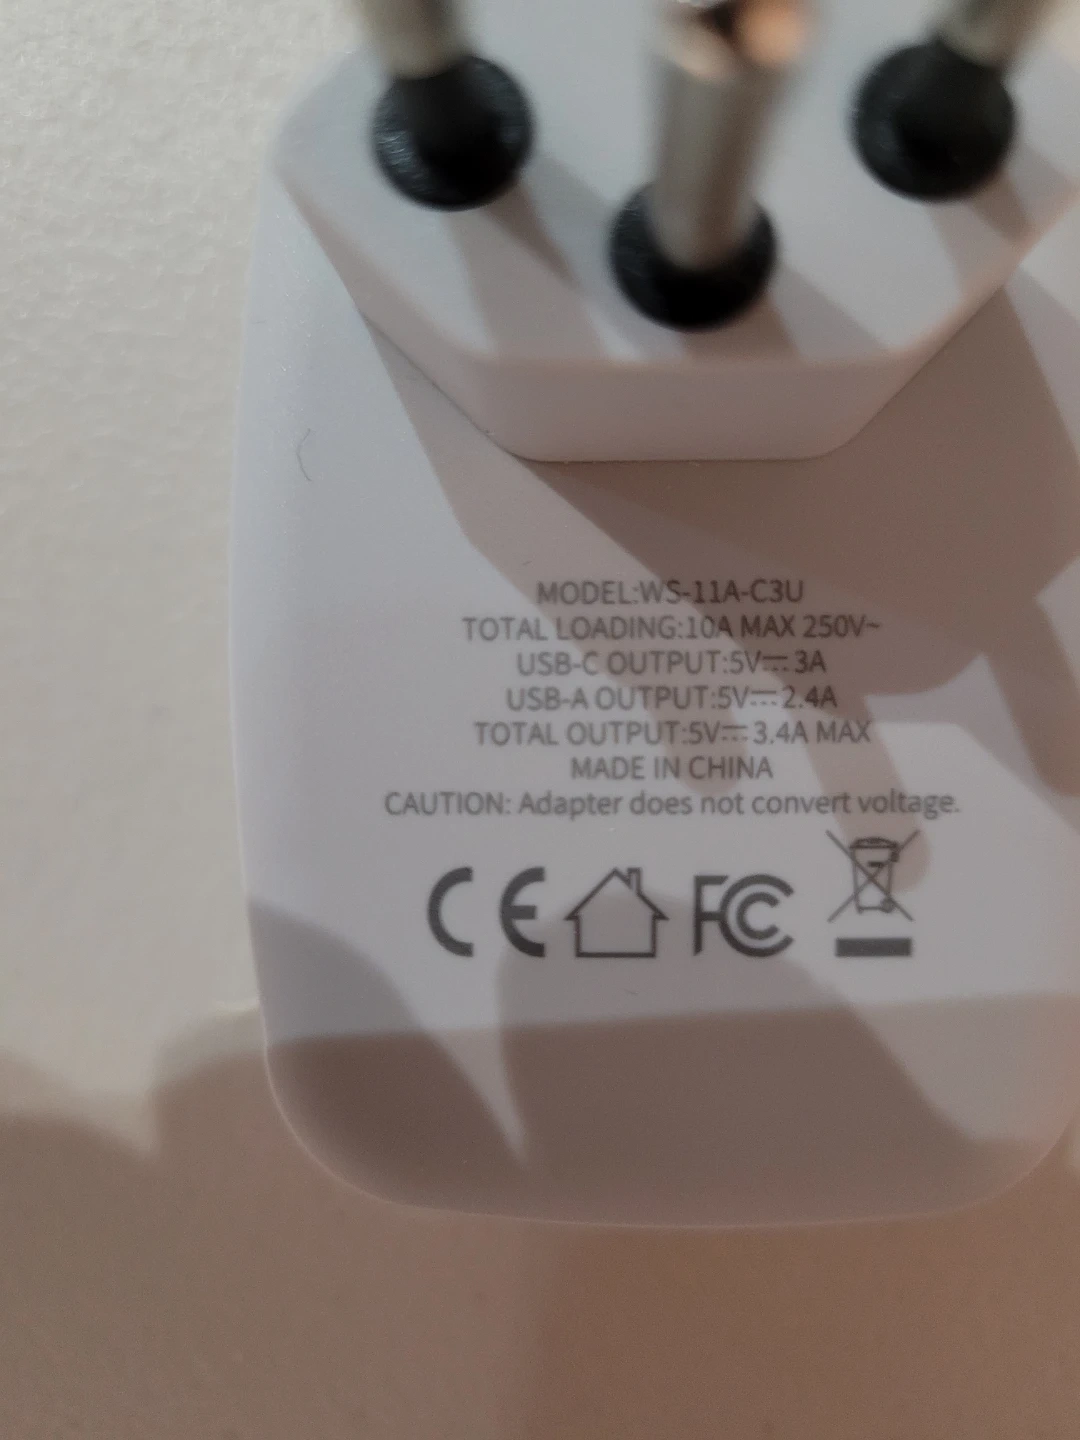 MODEL:WS-11A-C3U
TOTAL LOADING:10A MAX 250V~
USB-C OUTPUT:5V⎓3A
USB-A OUTPUT:5V⎓2.4A
TOTAL OUTPUT:5V⎓3.4A MAX
MADE IN CHINA
CAUTION: Adapter does not convert voltage.
CE FC